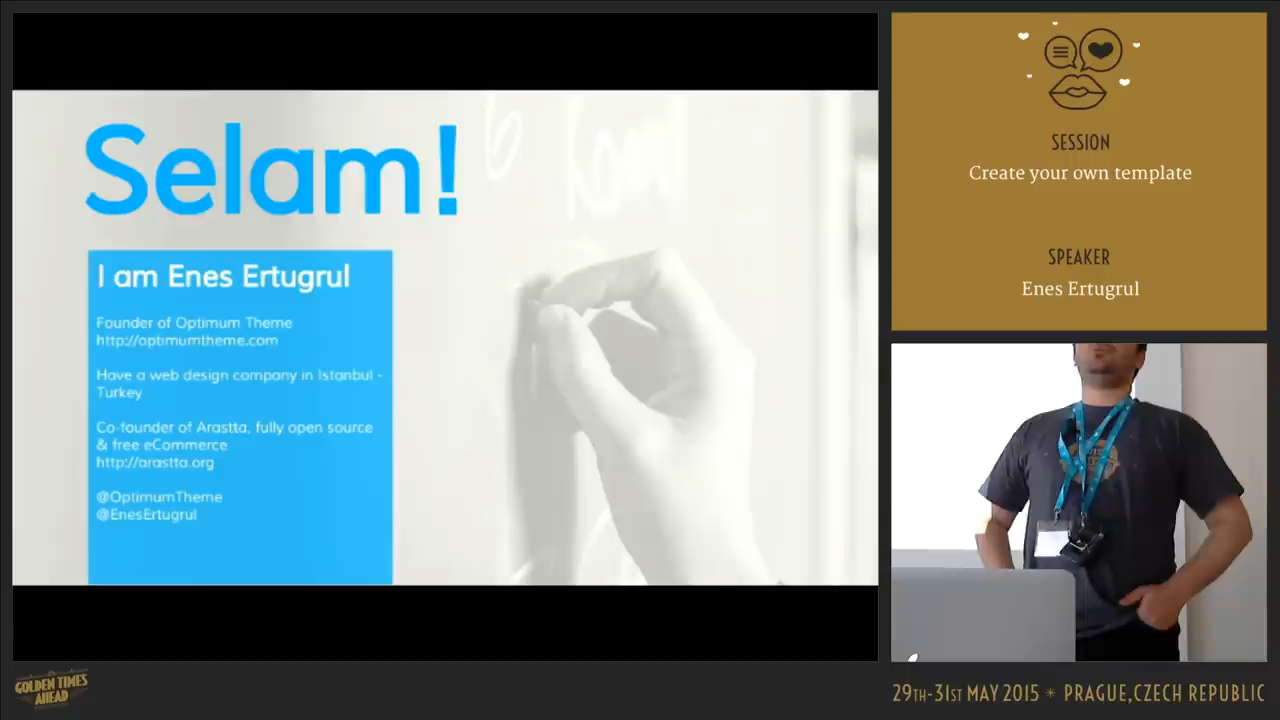 Selam!
I am Enes Ertugrul
Founder of Optimum Theme
http://optimumtheme.com
Have a web design company in Istanbul -
Turkey
Co-founder of Arastta, fully open source
& free eCommerce
http://arastta.org
@OptimumTheme
@EnesErtugrul
SESSION
Create your own template
SPEAKER
Enes Ertugrul
GOLDEN TIMES
AHEAD
29TH-31ST MAY 2015 * PRAGUE,CZECH REPUBLIC